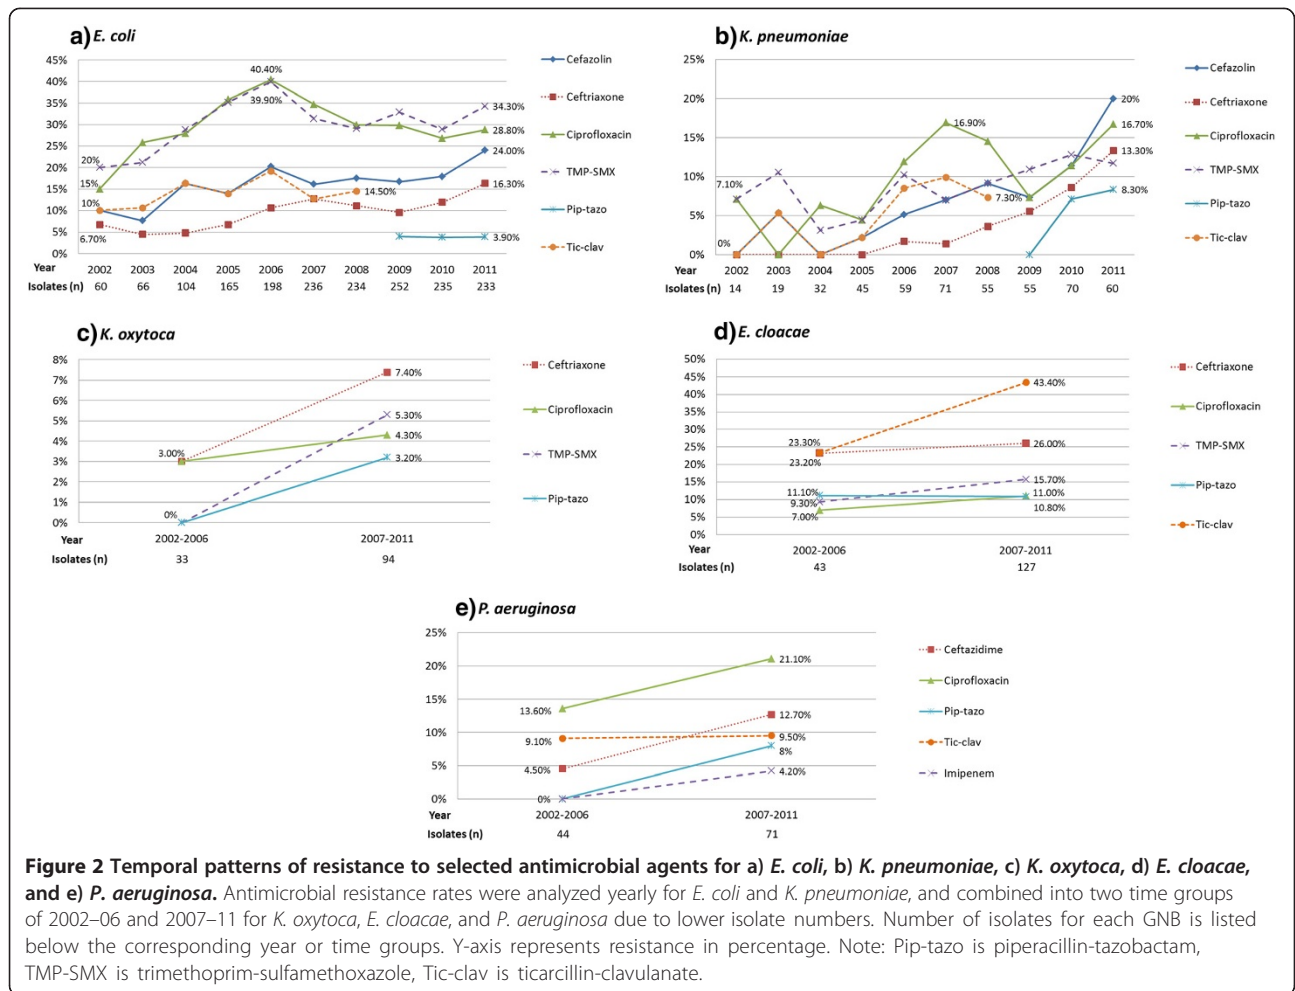 a) E. coli
45%
40%
35%
30%
25%
20%
15%
10%
5%
0%
40.40%
39.90%
20%
15%
10%
6.70%
34.30%
28.80%
24.00%
16.30%
14.50%
3.90%
Cefazolin
Ceftriaxone
Ciprofloxacin
TMP-SMX
Pip-tazo
Tic-clav
Year 2002 2003 2004 2005 2006 2007 2008 2009 2010 2011
Isolates (n) 60 66 104 165 198 236 234 252 235 233
b) K. pneumoniae
25%
20%
15%
10%
5%
0%
7.10%
0%
16.90%
7.30%
20%
16.70%
13.30%
8.30%
Cefazolin
Ceftriaxone
Ciprofloxacin
TMP-SMX
Pip-tazo
Tic-clav
Year 2002 2003 2004 2005 2006 2007 2008 2009 2010 2011
Isolates (n) 14 19 32 45 59 71 55 55 70 60
c) K. oxytoca
8%
7%
6%
5%
4%
3%
2%
1%
0%
3.00%
0%
7.40%
5.30%
4.30%
3.20%
Ceftriaxone
Ciprofloxacin
TMP-SMX
Pip-tazo
Year 2002-2006 2007-2011
Isolates (n) 33 94
d) E. cloacae
50%
45%
40%
35%
30%
25%
20%
15%
10%
5%
0%
23.30%
23.20%
11.10%
9.30%
7.00%
43.40%
26.00%
15.70%
11.00%
10.80%
Ceftriaxone
Ciprofloxacin
TMP-SMX
Pip-tazo
Tic-clav
Year 2002-2006 2007-2011
Isolates (n) 43 127
e) P. aeruginosa
25%
20%
15%
10%
5%
0%
13.60%
9.10%
4.50%
0%
21.10%
12.70%
9.50%
8%
4.20%
Ceftazidime
Ciprofloxacin
Pip-tazo
Tic-clav
Imipenem
Year 2002-2006 2007-2011
Isolates (n) 44 71
Figure 2 Temporal patterns of resistance to selected antimicrobial agents for a) E. coli, b) K. pneumoniae, c) K. oxytoca, d) E. cloacae,
and e) P. aeruginosa. Antimicrobial resistance rates were analyzed yearly for E. coli and K. pneumoniae, and combined into two time groups
of 2002–06 and 2007–11 for K. oxytoca, E. cloacae, and P. aeruginosa due to lower isolate numbers. Number of isolates for each GNB is listed
below the corresponding year or time groups. Y-axis represents resistance in percentage. Note: Pip-tazo is piperacillin-tazobactam,
TMP-SMX is trimethoprim-sulfamethoxazole, Tic-clav is ticarcillin-clavulanate.